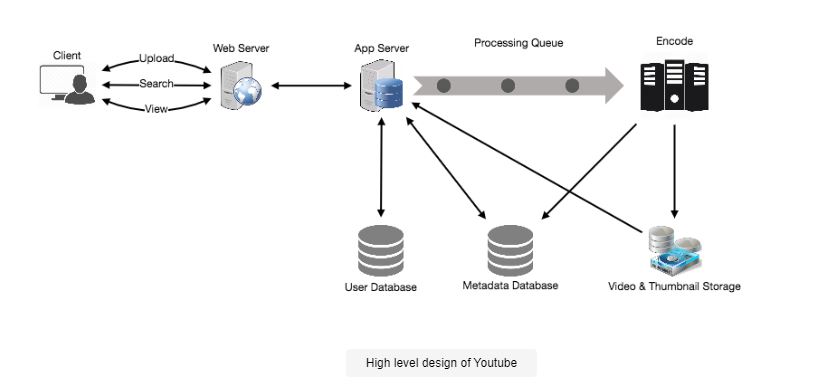 Client
Upload
Search
View
Web Server
App Server
Processing Queue
Encode
User Database
Metadata Database
Video & Thumbnail Storage
High level design of Youtube